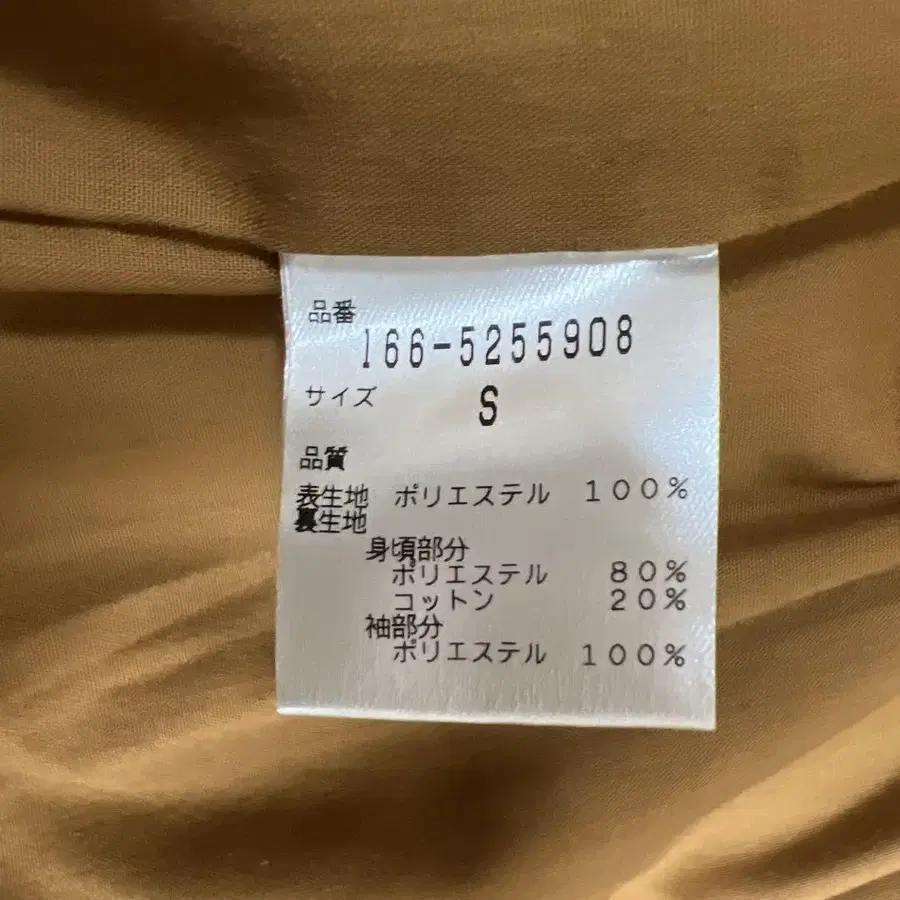 品番
166-5255908
サイズ S
品質
表生地 ポリエステル 100%
裏生地
身頃部分
ポリエステル 80%
コットン 20%
袖部分
ポリエステル 100%